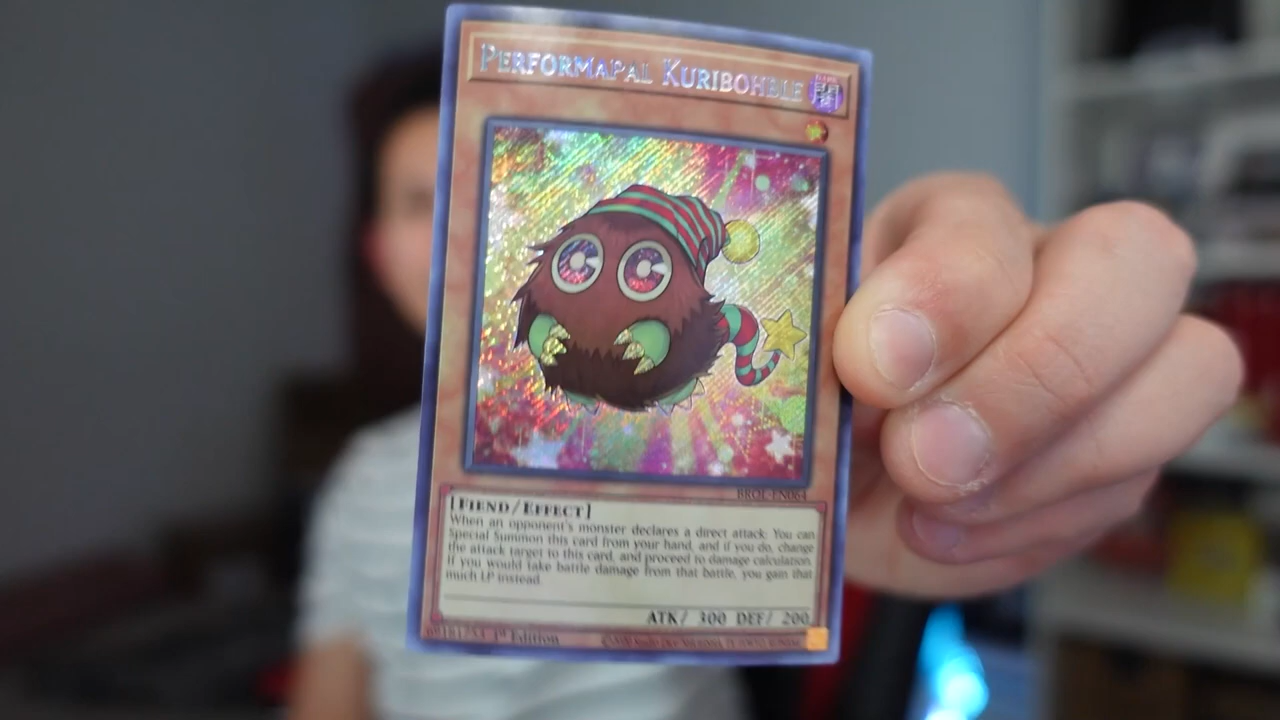 PERFORMAPAL KURIBOHBLE
闇
BROL-EN064
[FIEND/EFFECT]
When an opponent's monster declares a direct attack: You can
Special Summon this card from your hand, and if you do, change
the attack target to this card, and proceed to damage calculation.
If you would take battle damage from that battle, you gain that
much LP instead.
ATK/ 300 DEF/ 200
1st Edition